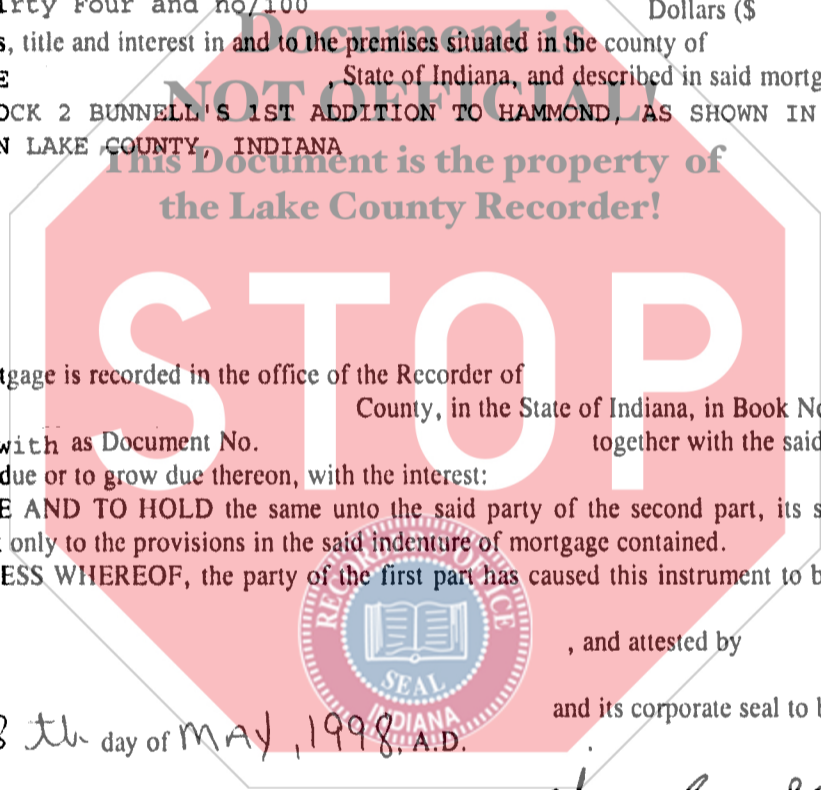 irty Four and no/100 Dollars ($
Document is
s, title and interest in and to the premises situated in the county of
E , State of Indiana, and described in said mortg
NOT OFFICIAL!
OCK 2 BUNNELL'S 1ST ADDITION TO HAMMOND, AS SHOWN IN
N LAKE COUNTY, INDIANA
This Document is the property of
the Lake County Recorder!
STOP
tgage is recorded in the office of the Recorder of
County, in the State of Indiana, in Book No
with as Document No. together with the said
due or to grow due thereon, with the interest:
E AND TO HOLD the same unto the said party of the second part, its s
only to the provisions in the said indenture of mortgage contained.
ESS WHEREOF, the party of the first part has caused this instrument to b
RECORDER'S OFFICE
, and attested by
SEAL
INDIANA
and its corporate seal to b
8 th day of MAY, 1998, A.D.